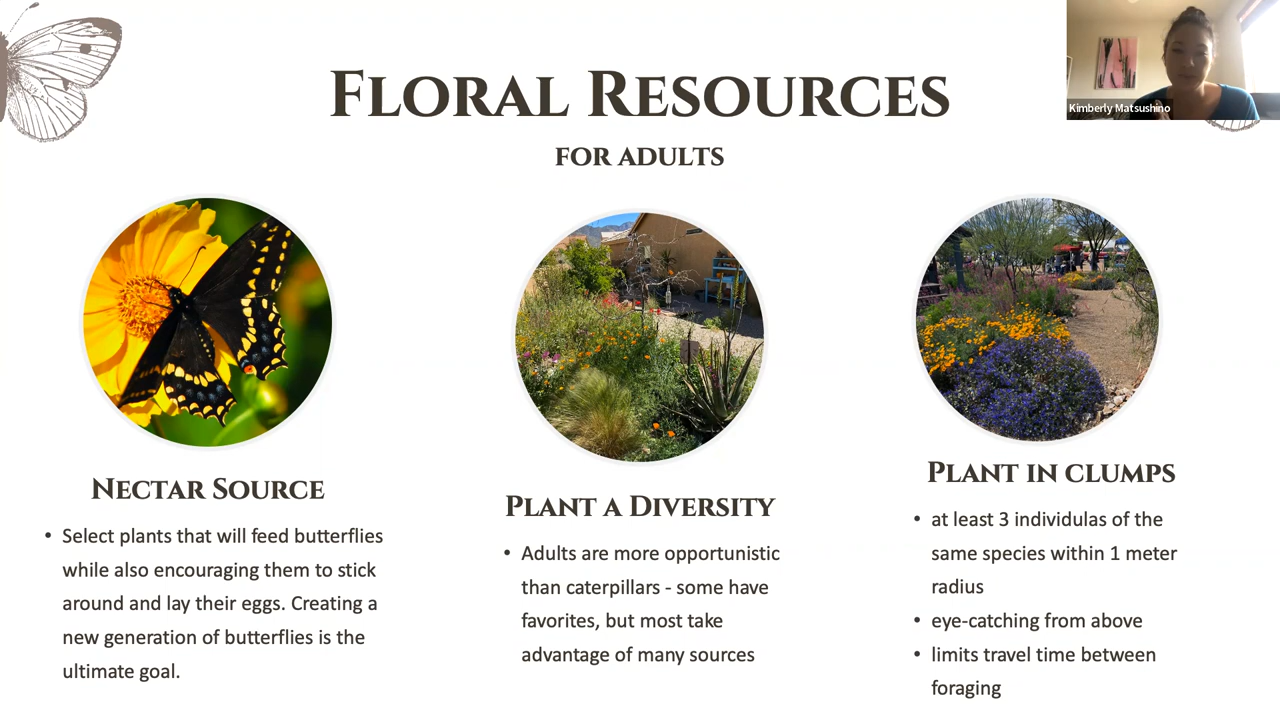 Floral Resources
for adults
Kimberly Matsushino
Nectar Source
• Select plants that will feed butterflies
while also encouraging them to stick
around and lay their eggs. Creating a
new generation of butterflies is the
ultimate goal.
Plant a Diversity
• Adults are more opportunistic
than caterpillars - some have
favorites, but most take
advantage of many sources
Plant in clumps
• at least 3 individulas of the
same species within 1 meter
radius
• eye-catching from above
• limits travel time between
foraging